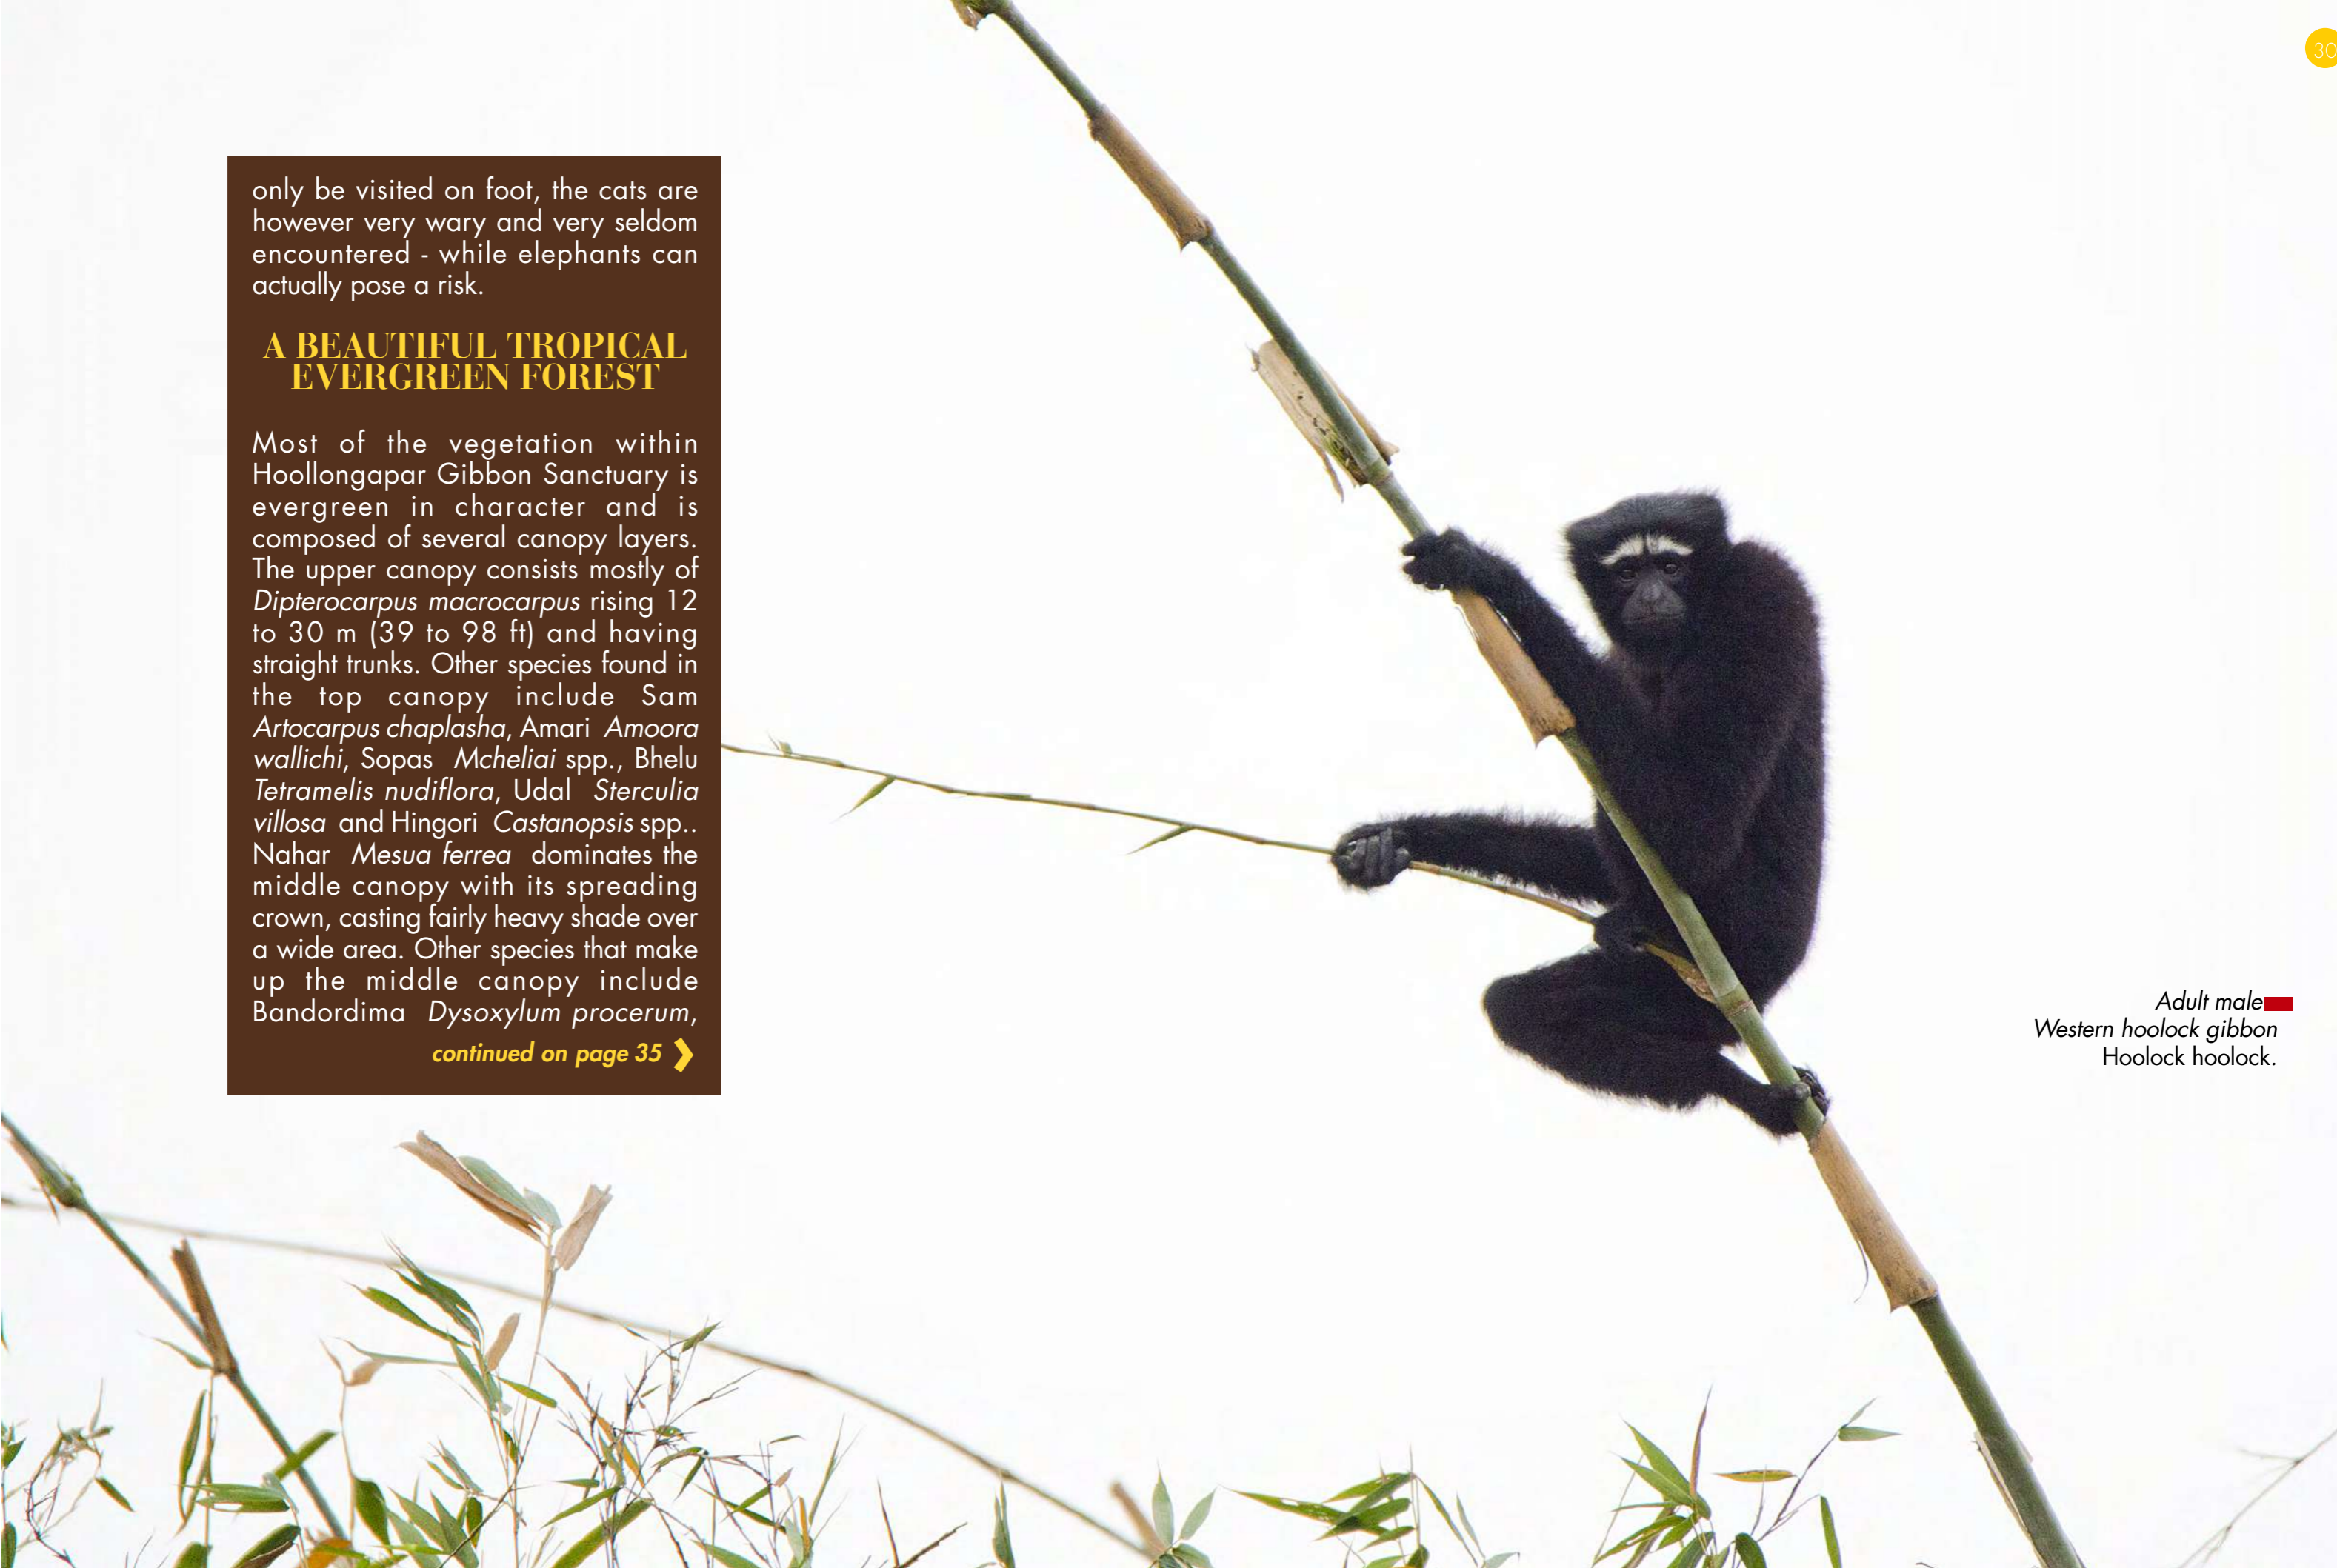 30
only be visited on foot, the cats are
however very wary and very seldom
encountered - while elephants can
actually pose a risk.
A BEAUTIFUL TROPICAL
EVERGREEN FOREST
Most of the vegetation within
Hoollongapar Gibbon Sanctuary is
evergreen in character and is
composed of several canopy layers.
The upper canopy consists mostly of
Dipterocarpus macrocarpus rising 12
to 30 m (39 to 98 ft) and having
straight trunks. Other species found in
the top canopy include Sam
Artocarpus chaplasha, Amari Amoora
wallichi, Sopas Mcheliai spp., Bhelu
Tetramelis nudiflora, Udal Sterculia
villosa and Hingori Castanopsis spp..
Nahar Mesua ferrea dominates the
middle canopy with its spreading
crown, casting fairly heavy shade over
a wide area. Other species that make
up the middle canopy include
Bandordima Dysoxylum procerum,
continued on page 35 ❯
Adult male
Western hoolock gibbon
Hoolock hoolock.